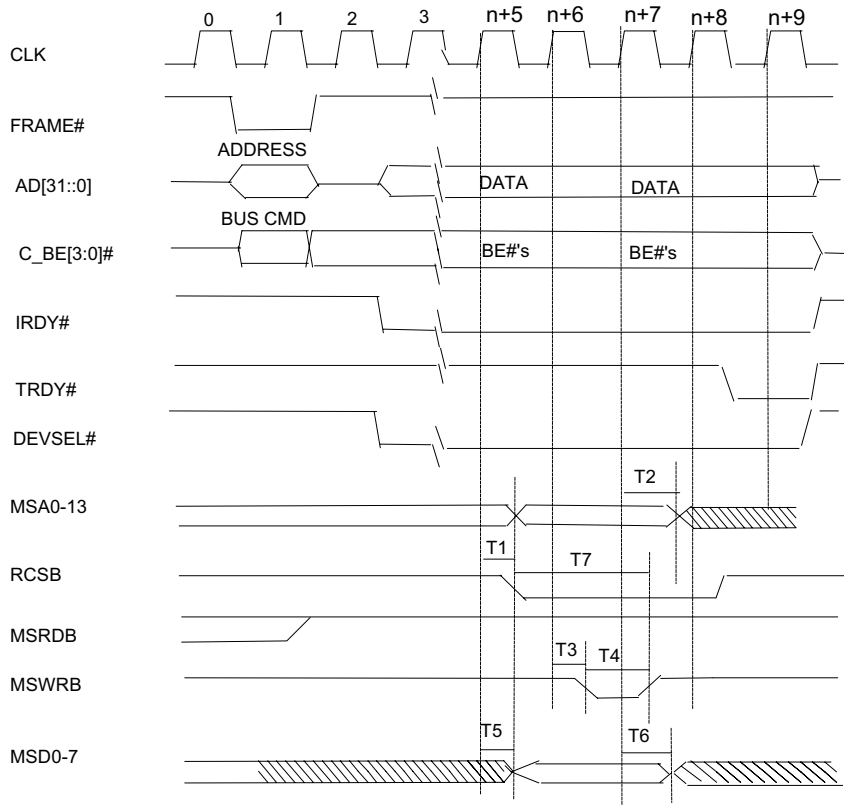 0 1 2 3 n+5 n+6 n+7 n+8 n+9
CLK
FRAME#
ADDRESS
AD[31::0] DATA DATA
BUS CMD
C_BE[3:0]# BE#'s BE#'s
IRDY#
TRDY#
DEVSEL#
T2
MSA0-13
T1 T7
RCSB
MSRDB
T3 T4
MSWRB
T5 T6
MSD0-7